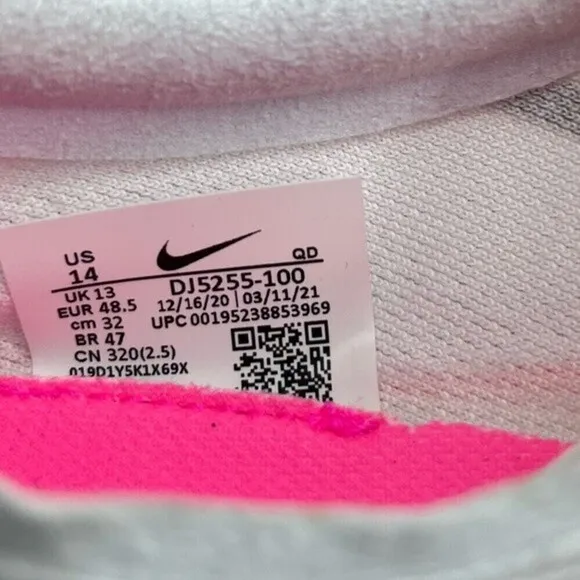 US
14
QD
UK 13
DJ5255-100
EUR 48.5
12/16/20 | 03/11/21
cm 32
UPC 00195238853969
BR 47
CN 320(2.5)
019D1Y5K1X69X